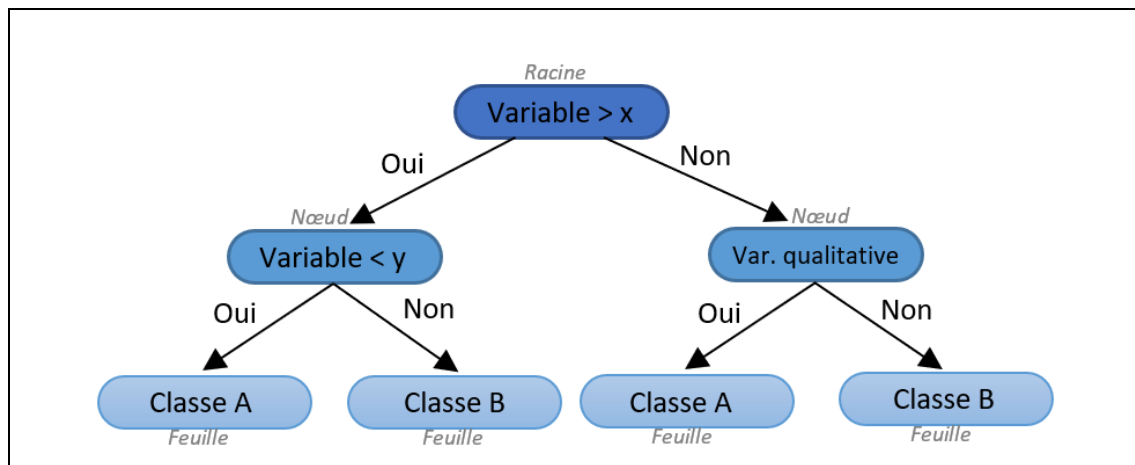 Racine
Variable > x
Oui
Non
Nœud
Nœud
Variable < y
Var. qualitative
Oui
Non
Oui
Non
Classe A
Classe B
Classe A
Classe B
Feuille
Feuille
Feuille
Feuille